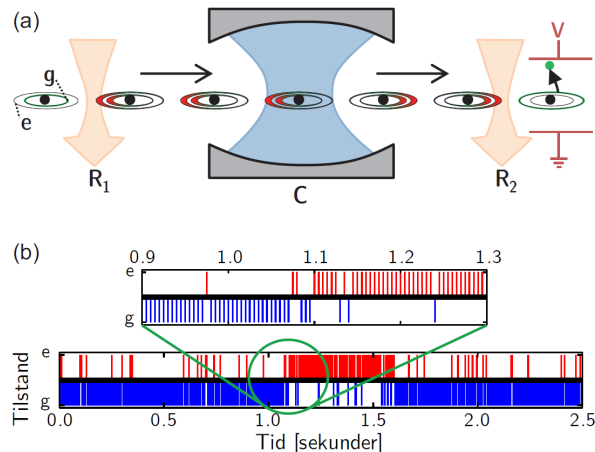 (a)
V
g
e
R1
C
R2
(b)
0.9 1.0 1.1 1.2 1.3
e
g
e
g
Tilstand
0.0 0.5 1.0 1.5 2.0 2.5
Tid [sekunder]